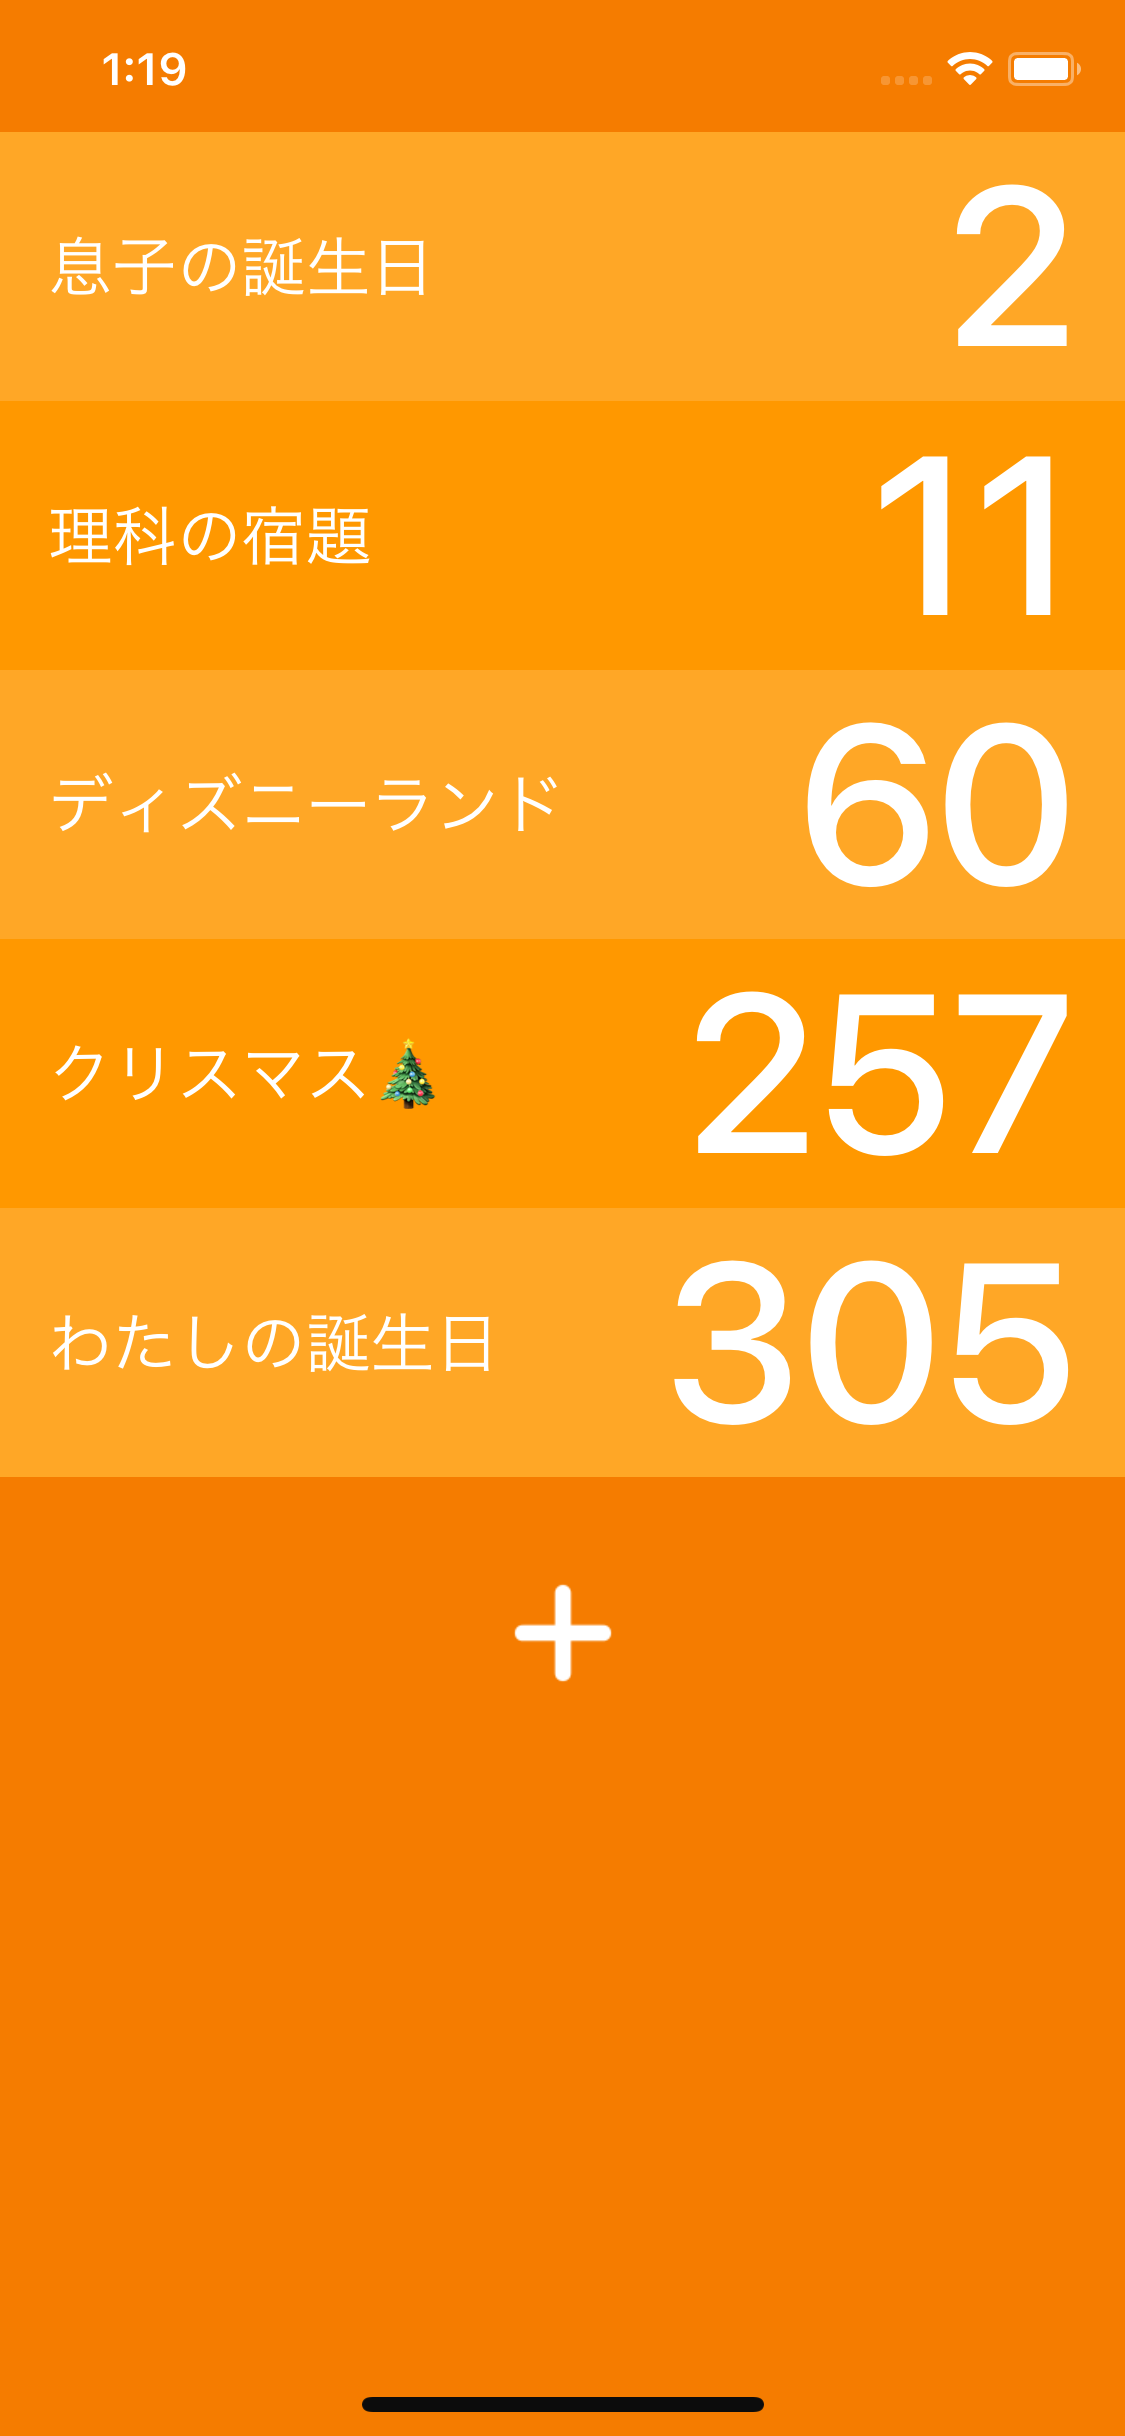 1:19
息子の誕生日 2
理科の宿題 11
ディズニーランド 60
クリスマス🎄 257
わたしの誕生日 305
+